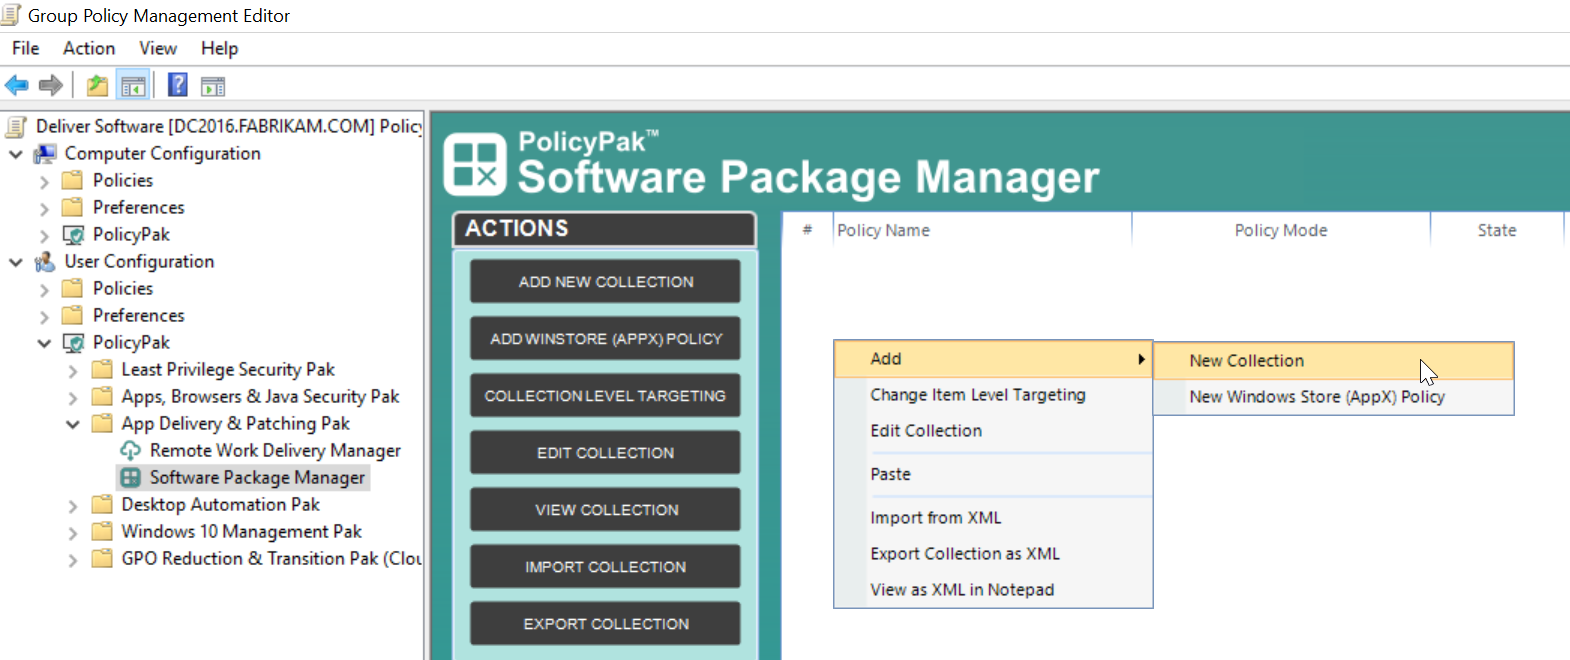 Group Policy Management Editor
File Action View Help
Deliver Software [DC2016.FABRIKAM.COM] Policy
Computer Configuration
Policies
Preferences
PolicyPak
User Configuration
Policies
Preferences
PolicyPak
Least Privilege Security Pak
Apps, Browsers & Java Security Pak
App Delivery & Patching Pak
Remote Work Delivery Manager
Software Package Manager
Desktop Automation Pak
Windows 10 Management Pak
GPO Reduction & Transition Pak (Clou
PolicyPak™
Software Package Manager
ACTIONS
ADD NEW COLLECTION
ADD WINSTORE (APPX) POLICY
COLLECTION LEVEL TARGETING
EDIT COLLECTION
VIEW COLLECTION
IMPORT COLLECTION
EXPORT COLLECTION
# Policy Name Policy Mode State
Add
Change Item Level Targeting
Edit Collection
Paste
Import from XML
Export Collection as XML
View as XML in Notepad
New Collection
New Windows Store (AppX) Policy